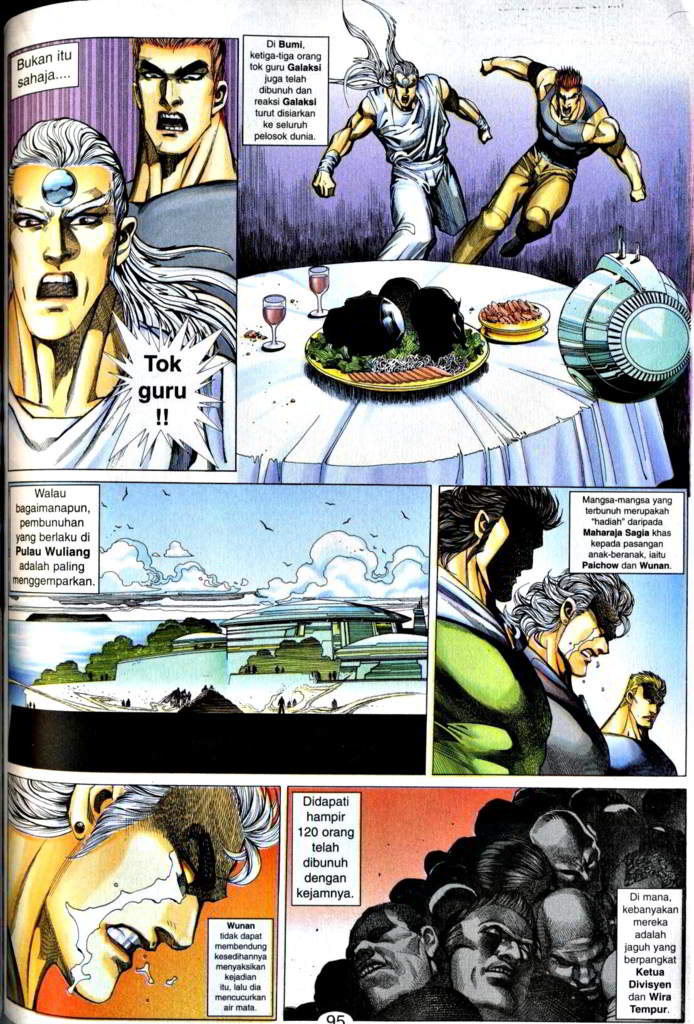 Bukan itu
sahaja....
Di Bumi,
ketiga-tiga orang
tok guru Galaksi
juga telah
dibunuh dan
reaksi Galaksi
turut disiarkan
ke seluruh
pelosok dunia.
Tok
guru
!!
Walau
bagaimanapun,
pembunuhan
yang berlaku di
Pulau Wuliang
adalah paling
menggemparkan.
Mangsa-mangsa yang
terbunuh merupakah
"hadiah" daripada
Maharaja Sagia khas
kepada pasangan
anak-beranak, iaitu
Paichow dan Wunan.
Wunan
tidak dapat
membendung
kesedihannya
menyaksikan
kejadian
itu, lalu dia
mencucurkan
air mata.
Didapati
hampir
120 orang
telah
dibunuh
dengan
kejamnya.
Di mana,
kebanyakan
mereka
adalah
jaguh yang
berpangkat
Ketua
Divisyen
dan Wira
Tempur.
95